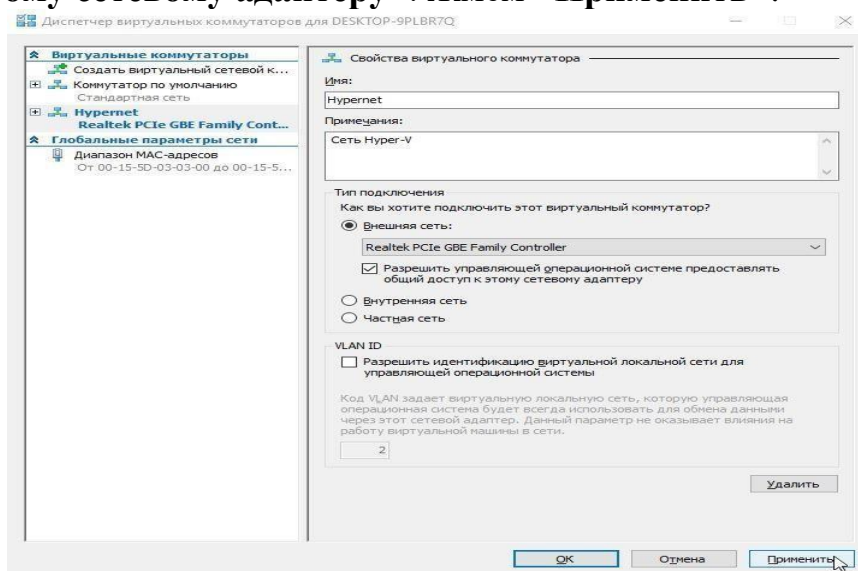 ому сетевому адаптеру". Жмем "Применить".
Диспетчер виртуальных коммутаторов для DESKTOP-9PLBR7Q
Виртуальные коммутаторы
Создать виртуальный сетевой к...
Коммутатор по умолчанию
Стандартная сеть
Hypernet
Realtek PCIe GBE Family Cont...
Глобальные параметры сети
Диапазон MAC-адресов
От 00-15-5D-03-03-00 до 00-15-5...
Свойства виртуального коммутатора
Имя:
Hypernet
Примечания:
Сеть Hyper-V
Тип подключения
Как вы хотите подключить этот виртуальный коммутатор?
Внешняя сеть:
Realtek PCIe GBE Family Controller
Разрешить управляющей операционной системе предоставлять
общий доступ к этому сетевому адаптеру
Внутренняя сеть
Частная сеть
VLAN ID
Разрешить идентификацию виртуальной локальной сети для
управляющей операционной системы
Код VLAN задает виртуальную локальную сеть, которую управляющая
операционная система будет всегда использовать для обмена данными
через этот сетевой адаптер. Данный параметр не оказывает влияния на
работу виртуальной машины в сети.
2
Удалить
OK
Отмена
Применить